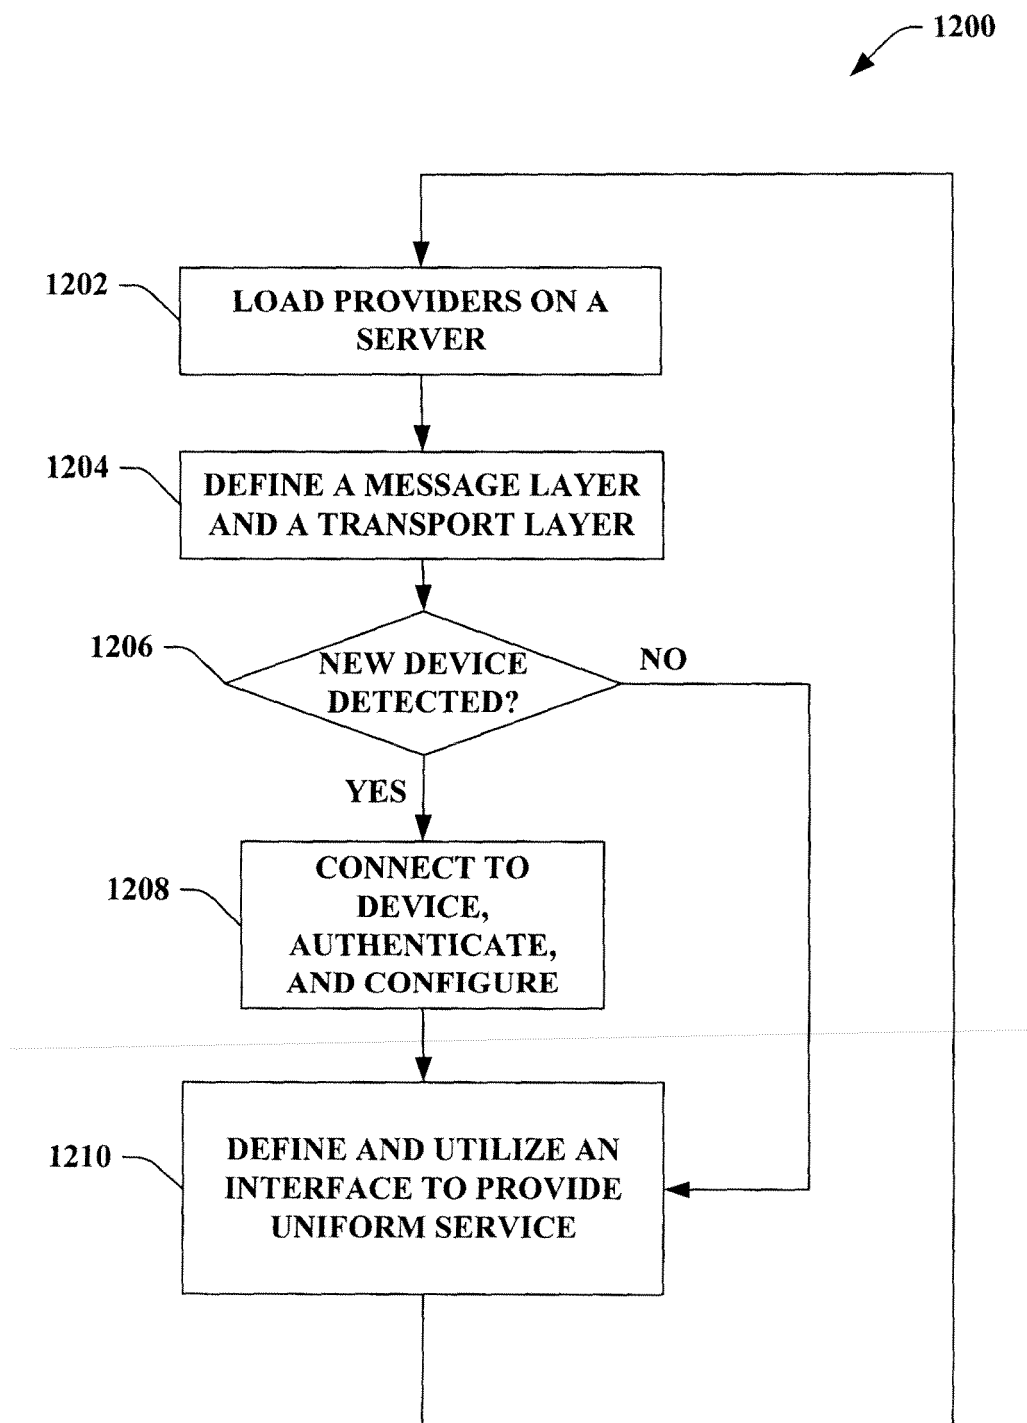 1200
1202
LOAD PROVIDERS ON A
SERVER
1204
DEFINE A MESSAGE LAYER
AND A TRANSPORT LAYER
1206
NEW DEVICE
DETECTED?
NO
YES
1208
CONNECT TO
DEVICE,
AUTHENTICATE,
AND CONFIGURE
1210
DEFINE AND UTILIZE AN
INTERFACE TO PROVIDE
UNIFORM SERVICE